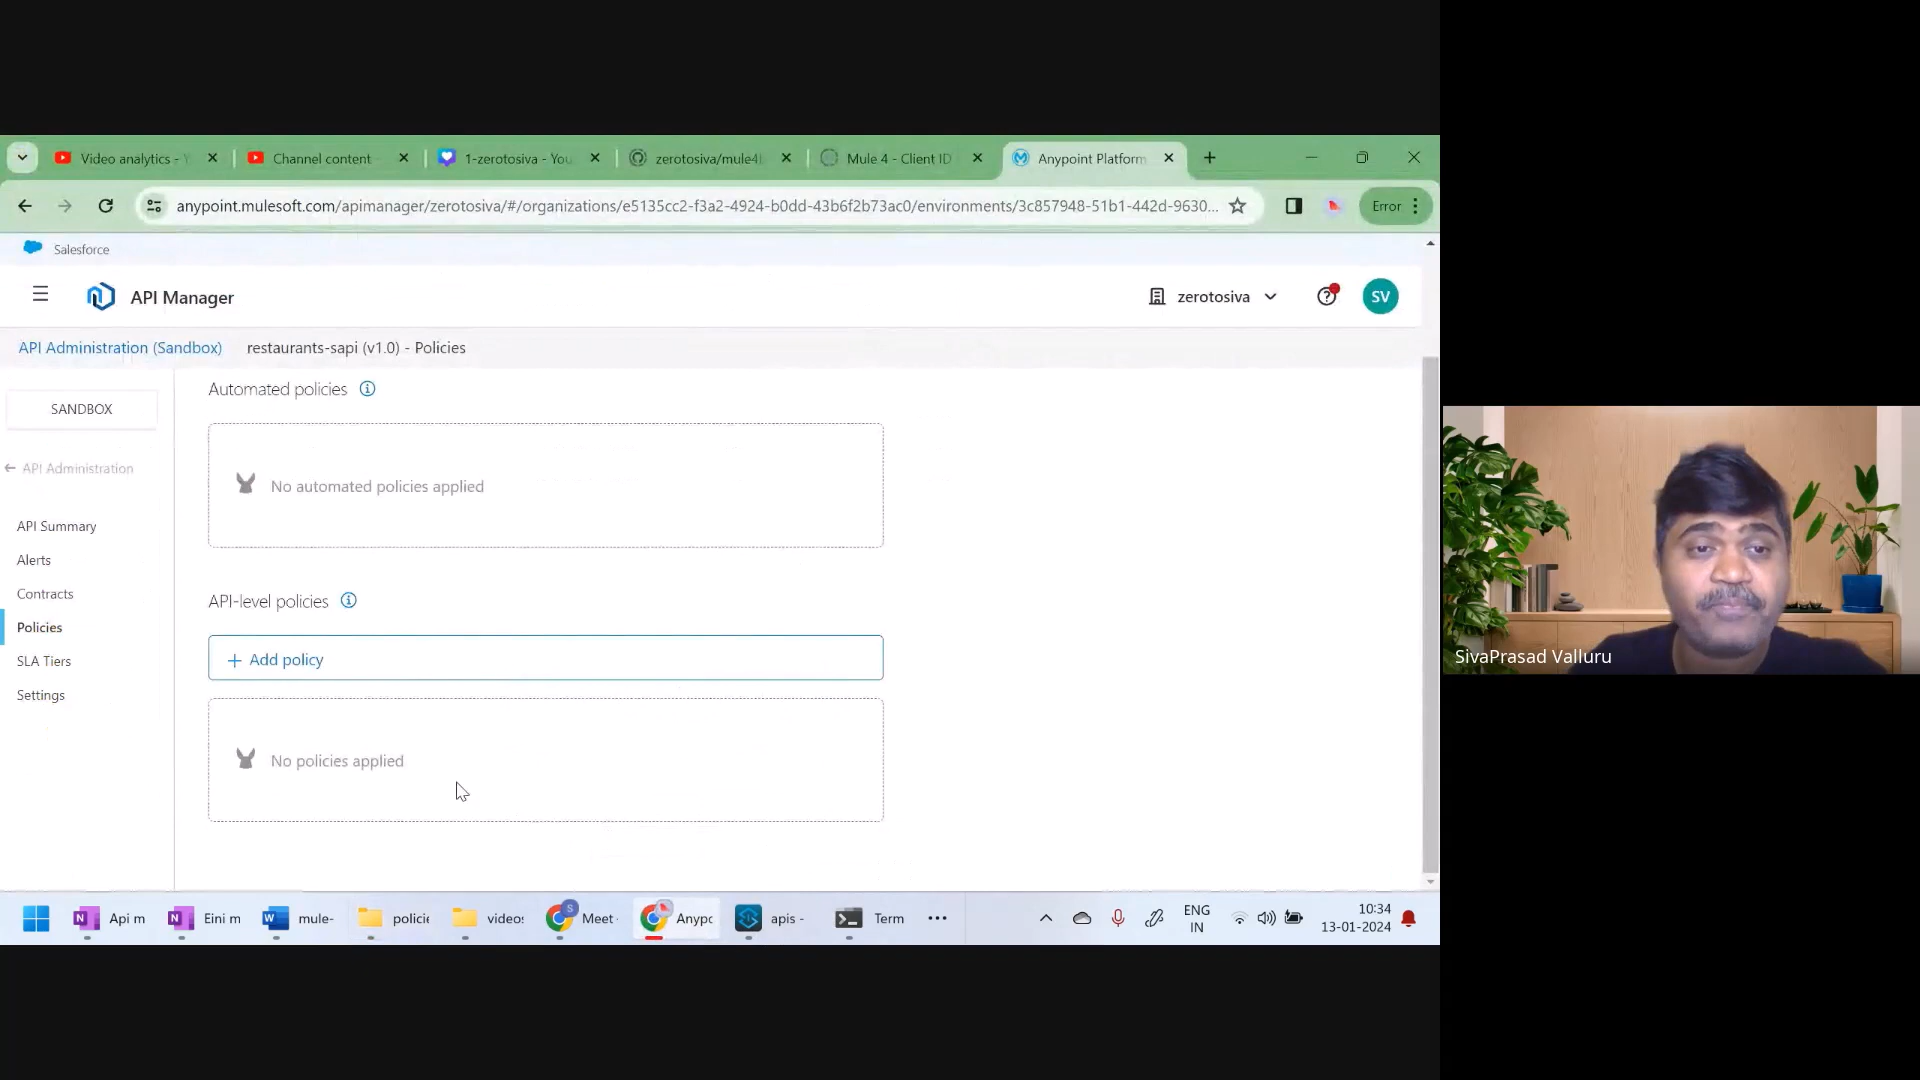 Video analytics - Y
Channel content
1-zerotosiva - You
zerotosiva/mule4
Mule 4 - Client ID
Anypoint Platform
anypoint.mulesoft.com/apimanager/zerotosiva/#/organizations/e5135cc2-f3a2-4924-b0dd-43b6f2b73ac0/environments/3c857948-51b1-442d-9630...
Error
Salesforce
API Manager
zerotosiva
SV
API Administration (Sandbox)
restaurants-sapi (v1.0) - Policies
Automated policies
SANDBOX
No automated policies applied
API Administration
API Summary
Alerts
Contracts
Policies
SLA Tiers
Settings
API-level policies
+ Add policy
No policies applied
SivaPrasad Valluru
Api m
Eini m
mule-
policie
videos
Meet
Anypo
apis -
Term
ENG
IN
10:34
13-01-2024